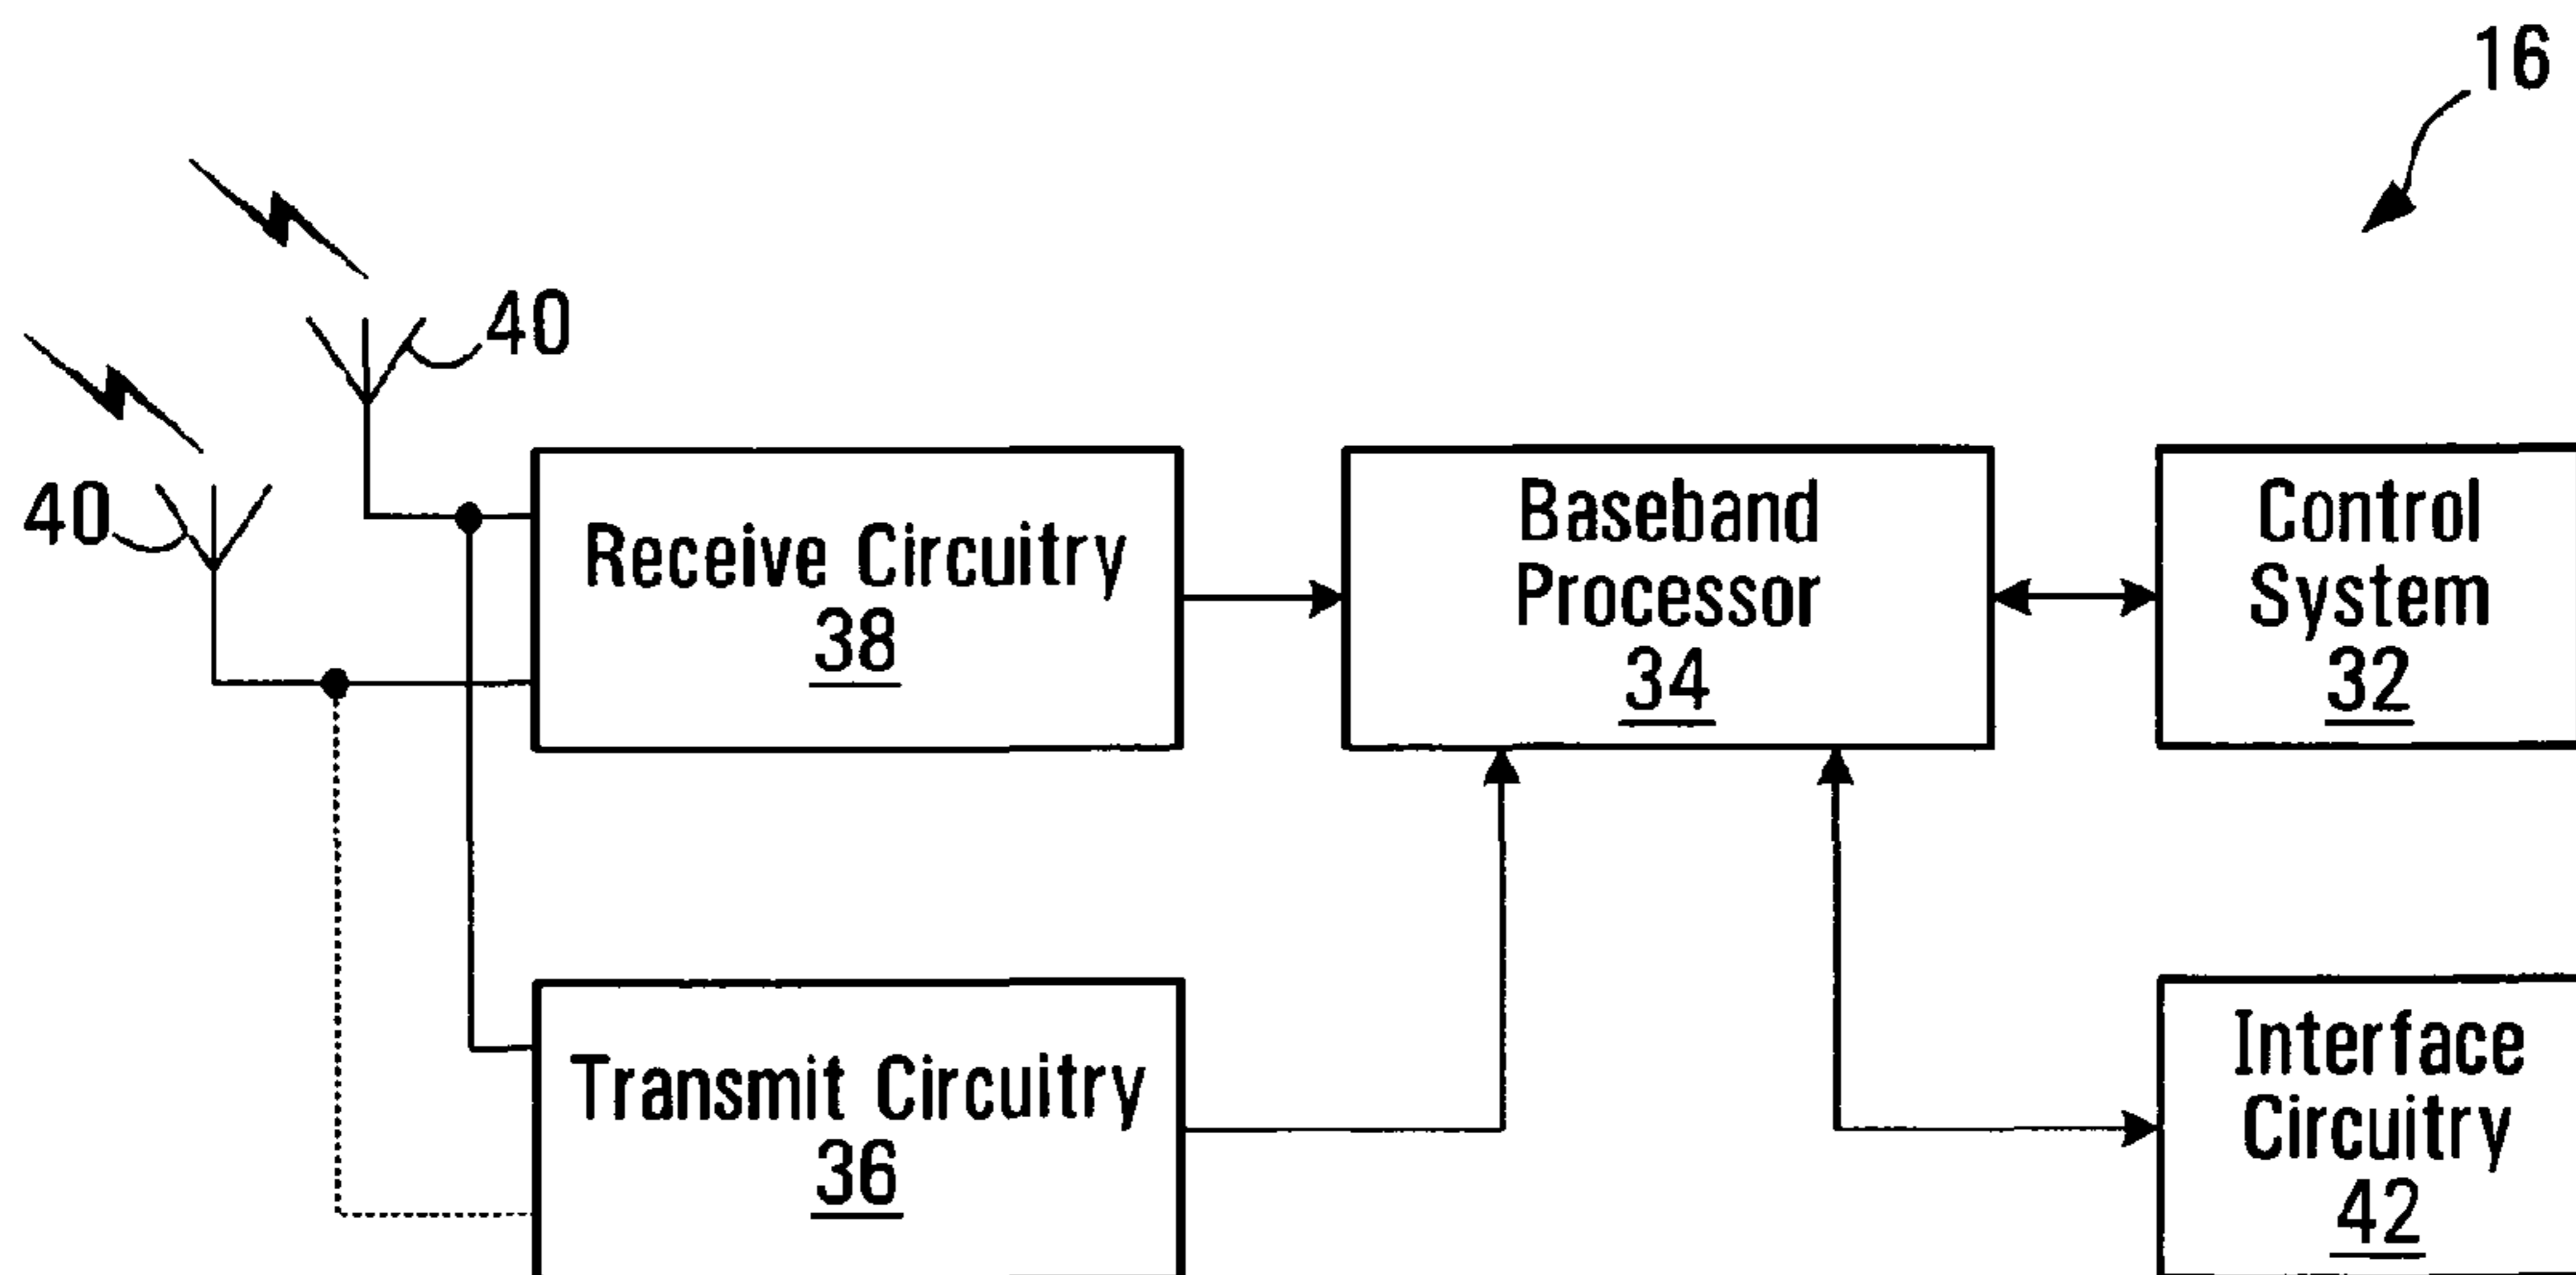 16
40
40
Receive Circuitry
38
Baseband
Processor
34
Control
System
32
Transmit Circuitry
36
Interface
Circuitry
42